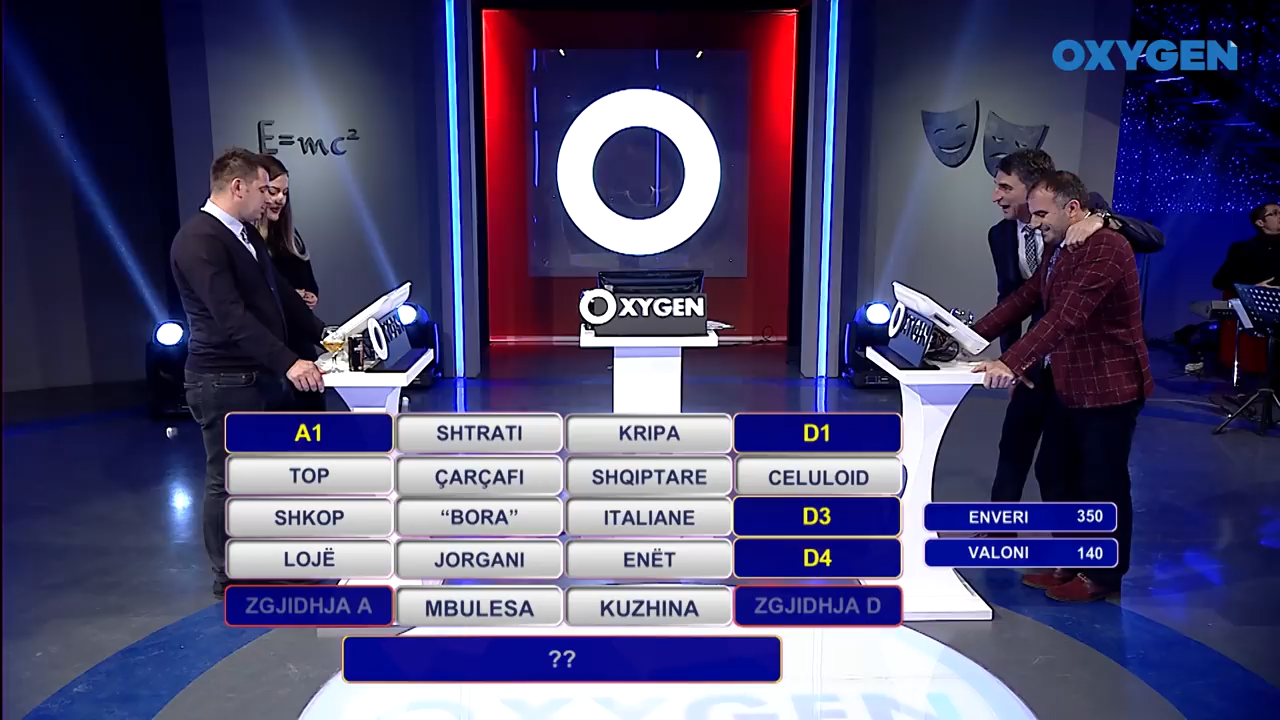 OXYGEN
E=mc²
OXYGEN
A1 SHTRATI KRIPA D1
TOP ÇARÇAFI SHQIPTARE CELULOID
SHKOP “BORA” ITALIANE D3
LOJË JORGANI ENËT D4
ZGJIDHJA A MBULESA KUZHINA ZGJIDHJA D
??
ENVERI 350
VALONI 140
OXYGEN